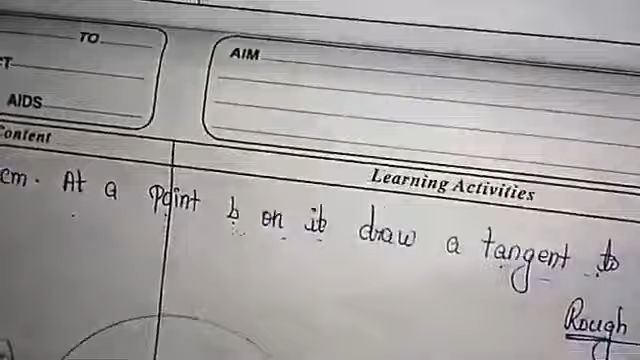 TO
AIM
AIDS
Content
Learning Activities
cm. At a point b on it draw a tangent to
Rough